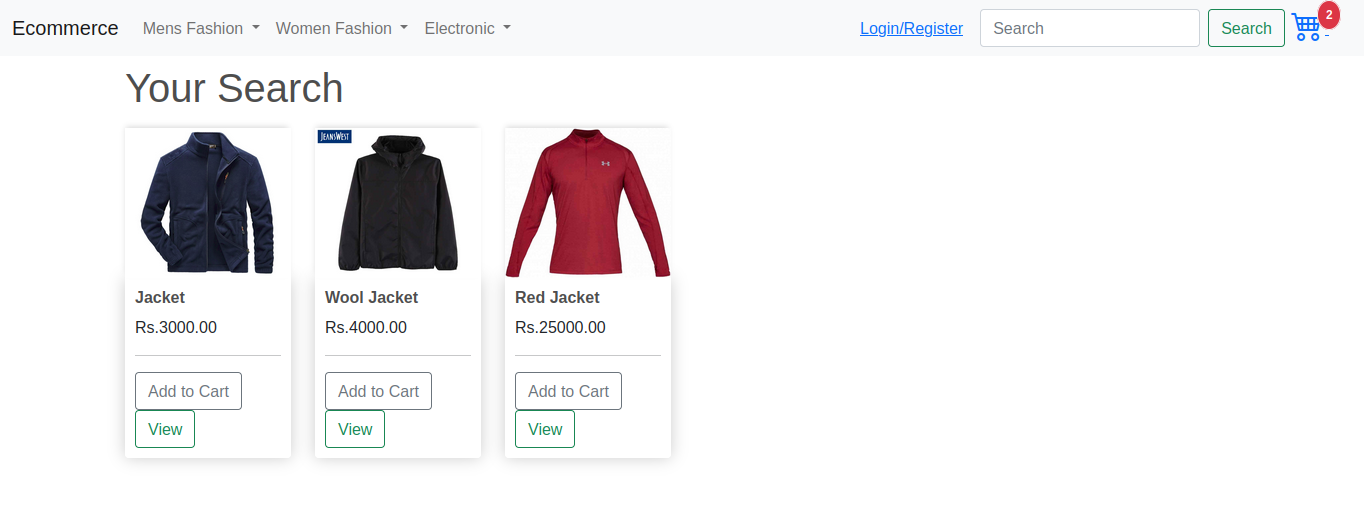 Ecommerce Mens Fashion Women Fashion Electronic Login/Register Search Search 2
Your Search
JEANSWEST
Jacket Wool Jacket Red Jacket
Rs.3000.00 Rs.4000.00 Rs.25000.00
Add to Cart Add to Cart Add to Cart
View View View